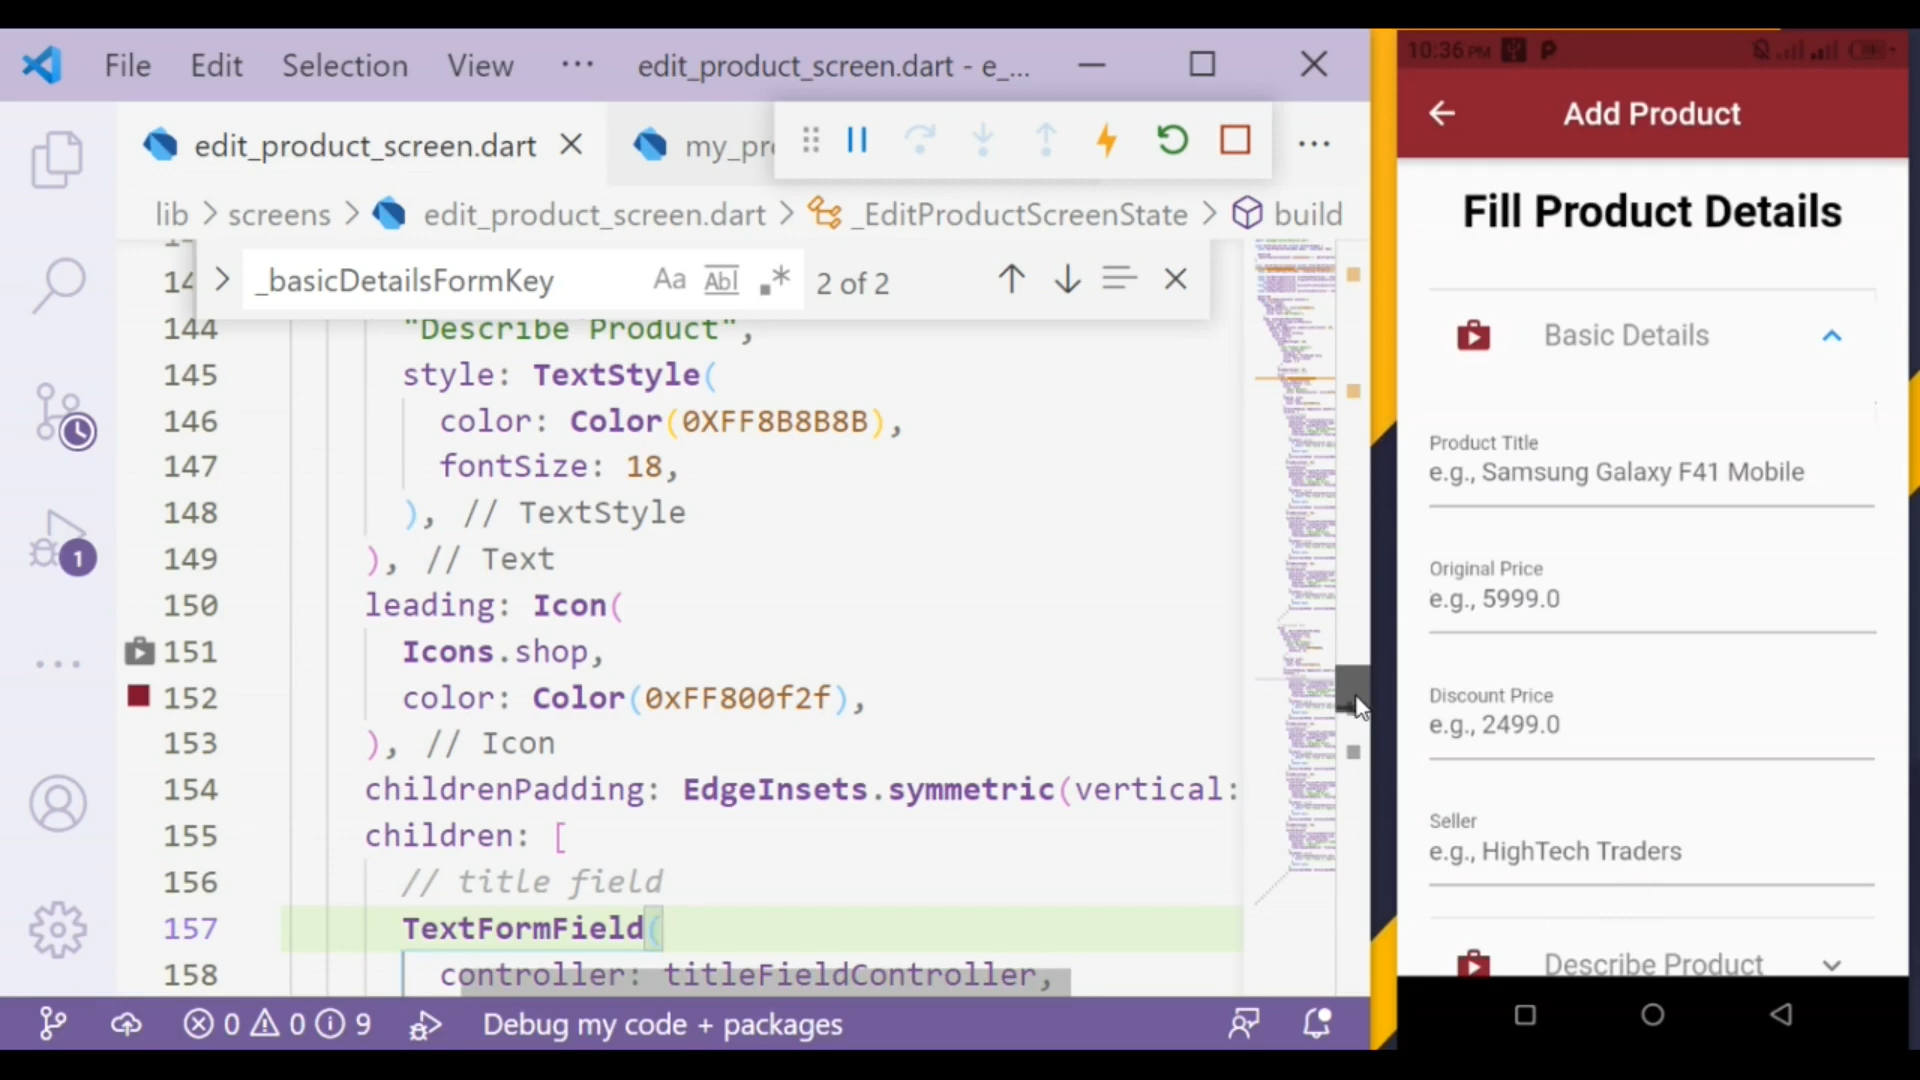 File Edit Selection View ··· edit_product_screen.dart - e_...
edit_product_screen.dart
my_pr
lib > screens > edit_product_screen.dart > _EditProductScreenState > build
_basicDetailsFormKey Aa Abl .* 2 of 2
144 "Describe Product",
145 style: TextStyle(
146 color: Color(0XFF8B8B8B),
147 fontSize: 18,
148 ), // TextStyle
149 ), // Text
150 leading: Icon(
151 Icons.shop,
152 color: Color(0xFF800f2f),
153 ), // Icon
154 childrenPadding: EdgeInsets.symmetric(vertical:
155 children: [
156 // title field
157 TextFormField(
158 controller: titleFieldController,
1
0 0 9 Debug my code + packages
10:36 PM
Add Product
Fill Product Details
Basic Details
Product Title
e.g., Samsung Galaxy F41 Mobile
Original Price
e.g., 5999.0
Discount Price
e.g., 2499.0
Seller
e.g., HighTech Traders
Describe Product